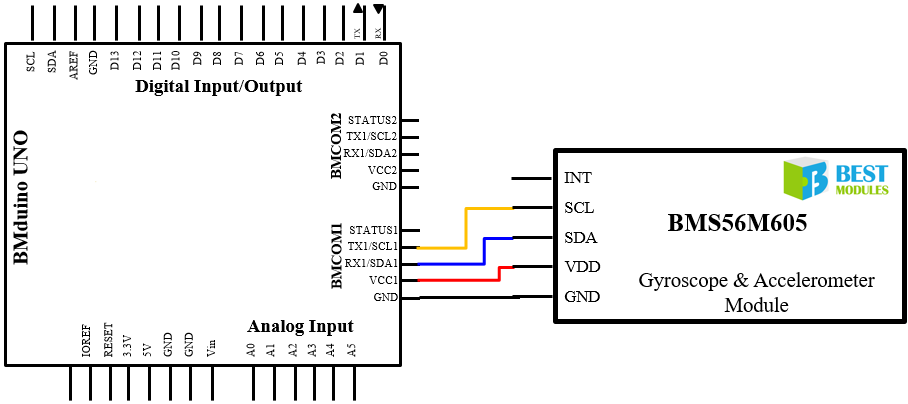 TX
RX
SCL
SDA
AREF
GND
D13
D12
D11
D10
D9
D8
D7
D6
D5
D4
D3
D2
D1
D0
Digital Input/Output
BMduino UNO
BMCOM2
STATUS2
TX1/SCL2
RX1/SDA2
VCC2
GND
BMCOM1
STATUS1
TX1/SCL1
RX1/SDA1
VCC1
GND
Analog Input
IOREF
RESET
3.3V
5V
GND
GND
Vin
A0
A1
A2
A3
A4
A5
INT
SCL
SDA
VDD
GND
BEST
MODULES
BMS56M605
Gyroscope & Accelerometer
Module